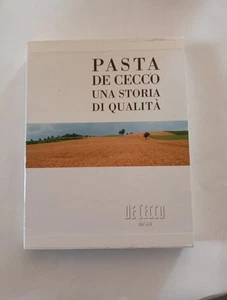 PASTA
DE CECCO
UNA STORIA
DI QUALITÀ
DE CECCO